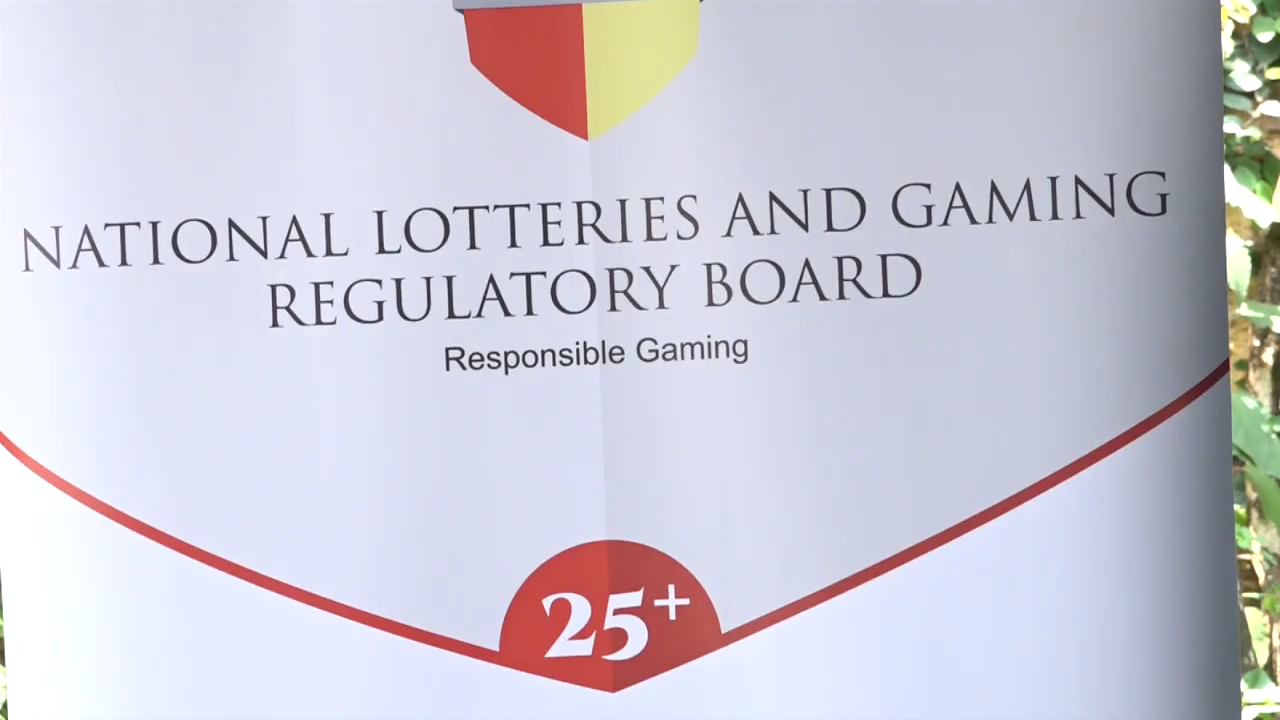 NATIONAL LOTTERIES AND GAMING
REGULATORY BOARD
Responsible Gaming
25+